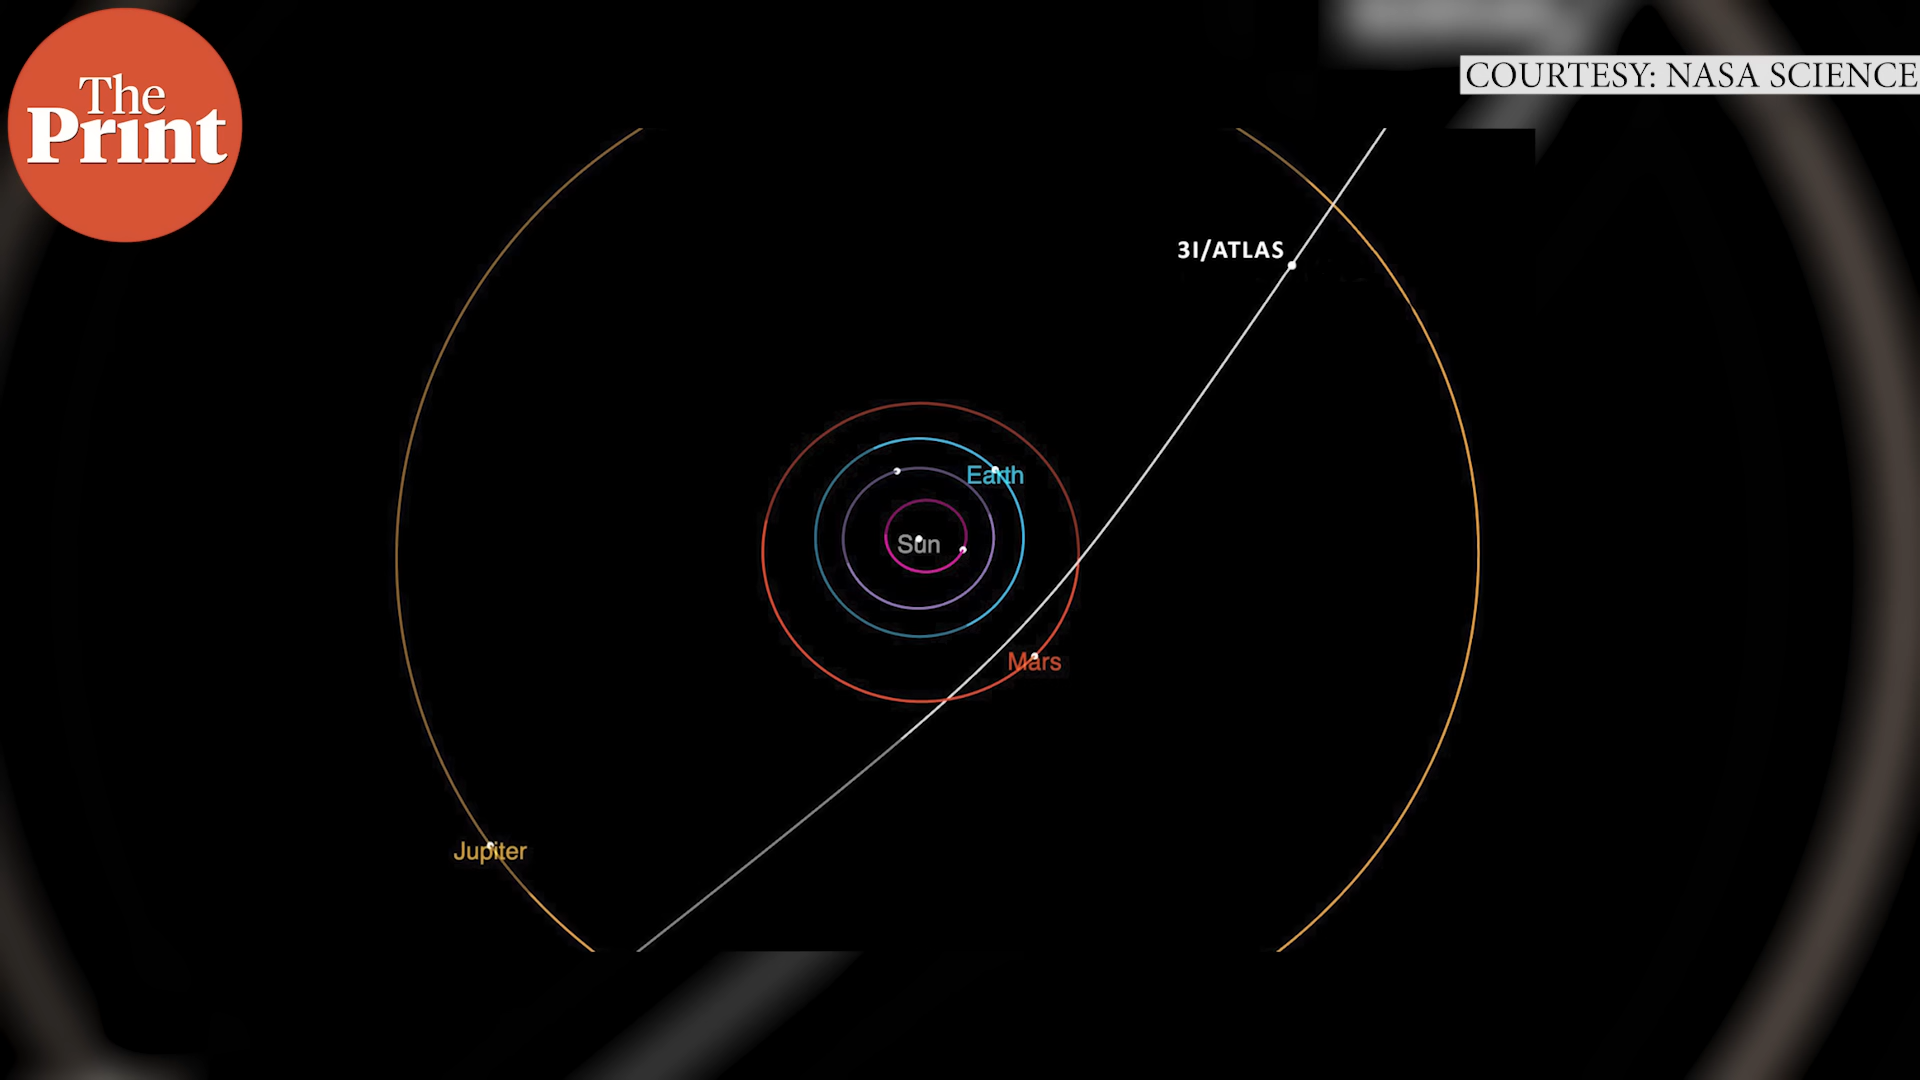 The
Print
COURTESY: NASA SCIENCE
3I/ATLAS
Earth
Sun
Mars
Jupiter